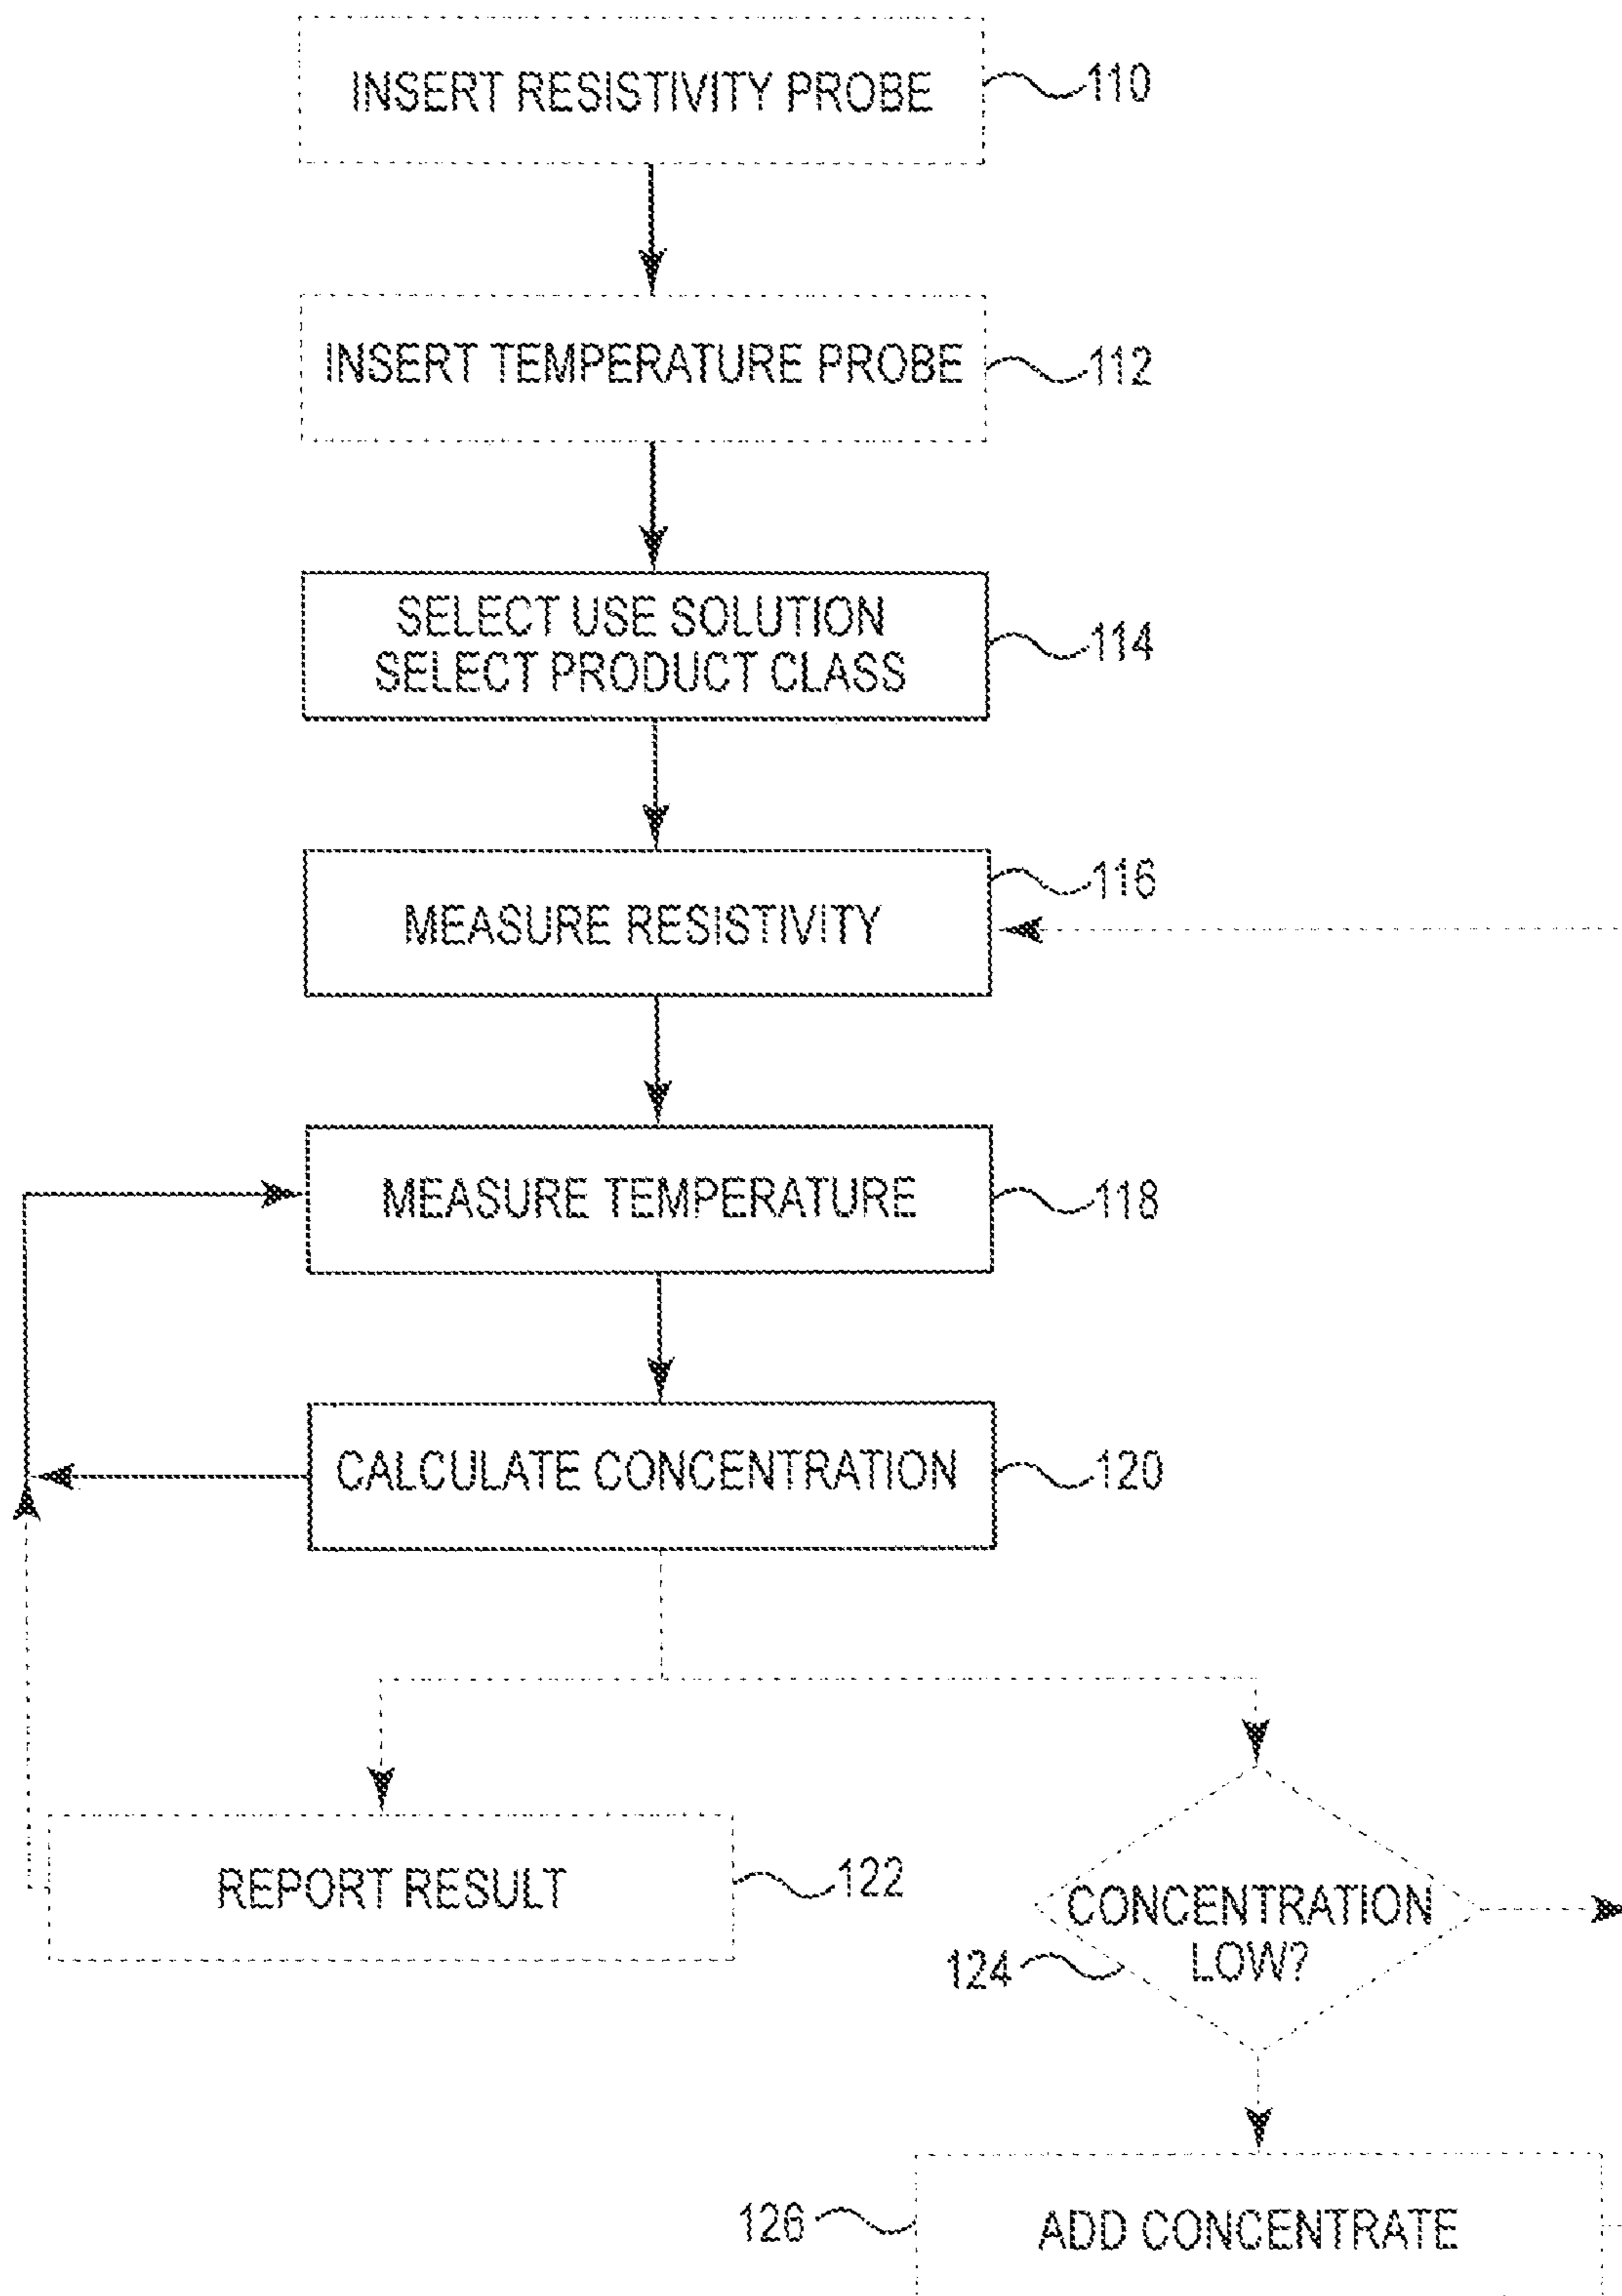 INSERT RESISTIVITY PROBE
110
INSERT TEMPERATURE PROBE
112
SELECT USE SOLUTION
SELECT PRODUCT CLASS
114
116
MEASURE RESISTIVITY
MEASURE TEMPERATURE
118
CALCULATE CONCENTRATION
120
REPORT RESULT
122
CONCENTRATION
LOW?
124
126
ADD CONCENTRATE